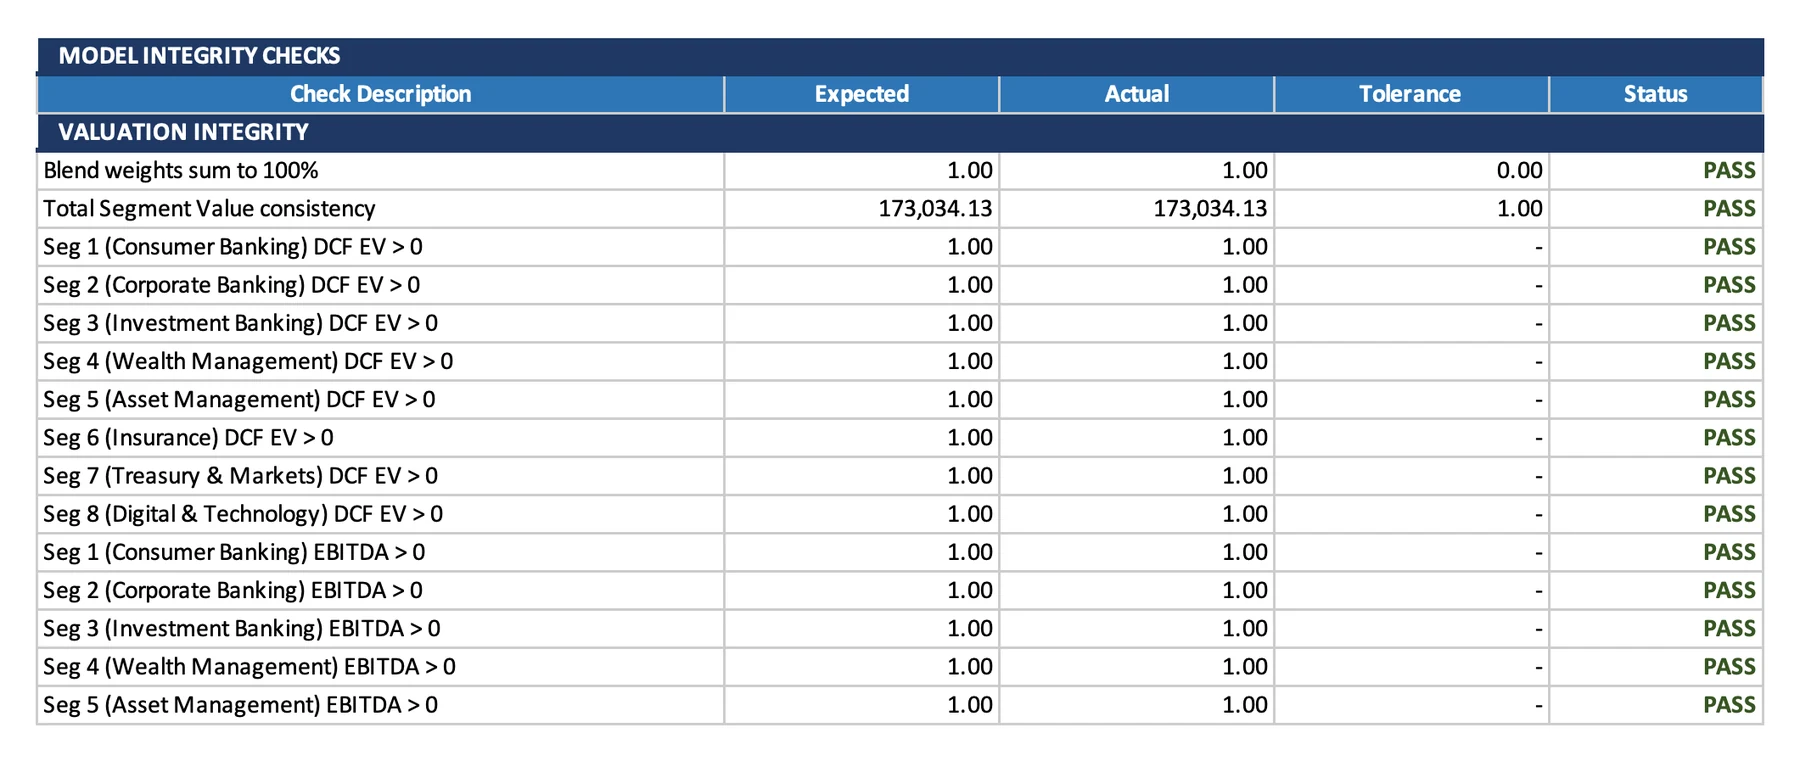 MODEL INTEGRITY CHECKS
Check Description Expected Actual Tolerance Status
VALUATION INTEGRITY
Blend weights sum to 100% 1.00 1.00 0.00 PASS
Total Segment Value consistency 173,034.13 173,034.13 1.00 PASS
Seg 1 (Consumer Banking) DCF EV > 0 1.00 1.00 - PASS
Seg 2 (Corporate Banking) DCF EV > 0 1.00 1.00 - PASS
Seg 3 (Investment Banking) DCF EV > 0 1.00 1.00 - PASS
Seg 4 (Wealth Management) DCF EV > 0 1.00 1.00 - PASS
Seg 5 (Asset Management) DCF EV > 0 1.00 1.00 - PASS
Seg 6 (Insurance) DCF EV > 0 1.00 1.00 - PASS
Seg 7 (Treasury & Markets) DCF EV > 0 1.00 1.00 - PASS
Seg 8 (Digital & Technology) DCF EV > 0 1.00 1.00 - PASS
Seg 1 (Consumer Banking) EBITDA > 0 1.00 1.00 - PASS
Seg 2 (Corporate Banking) EBITDA > 0 1.00 1.00 - PASS
Seg 3 (Investment Banking) EBITDA > 0 1.00 1.00 - PASS
Seg 4 (Wealth Management) EBITDA > 0 1.00 1.00 - PASS
Seg 5 (Asset Management) EBITDA > 0 1.00 1.00 - PASS